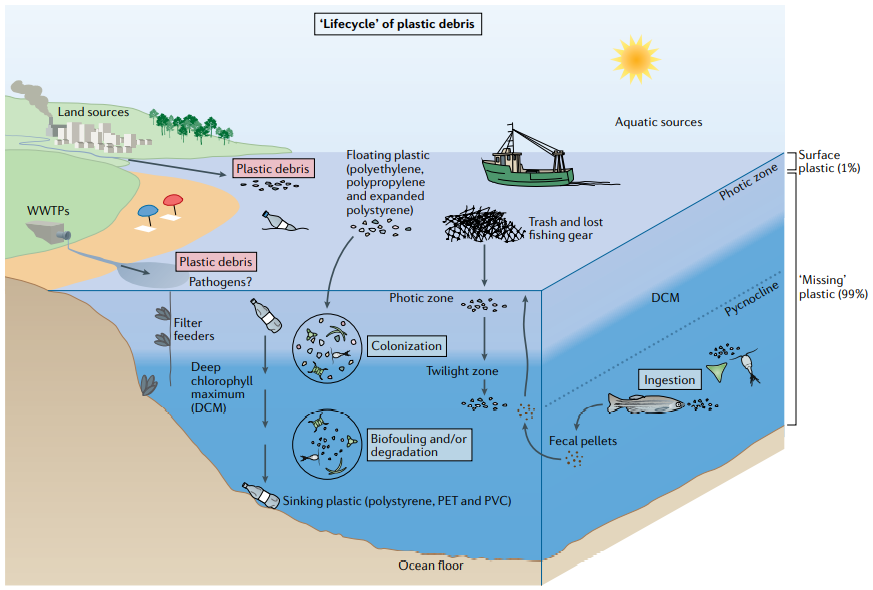 ‘Lifecycle’ of plastic debris
Land sources
Aquatic sources
Floating plastic
(polyethylene,
polypropylene
and expanded
polystyrene)
Plastic debris
Surface
plastic (1%)
Photic zone
WWTPs
Trash and lost
fishing gear
Plastic debris
Pathogens?
‘Missing’
plastic (99%)
Photic zone
DCM
Pycnocline
Filter
feeders
Colonization
Deep
chlorophyll
maximum
(DCM)
Twilight zone
Ingestion
Biofouling and/or
degradation
Fecal pellets
Sinking plastic (polystyrene, PET and PVC)
Ocean floor